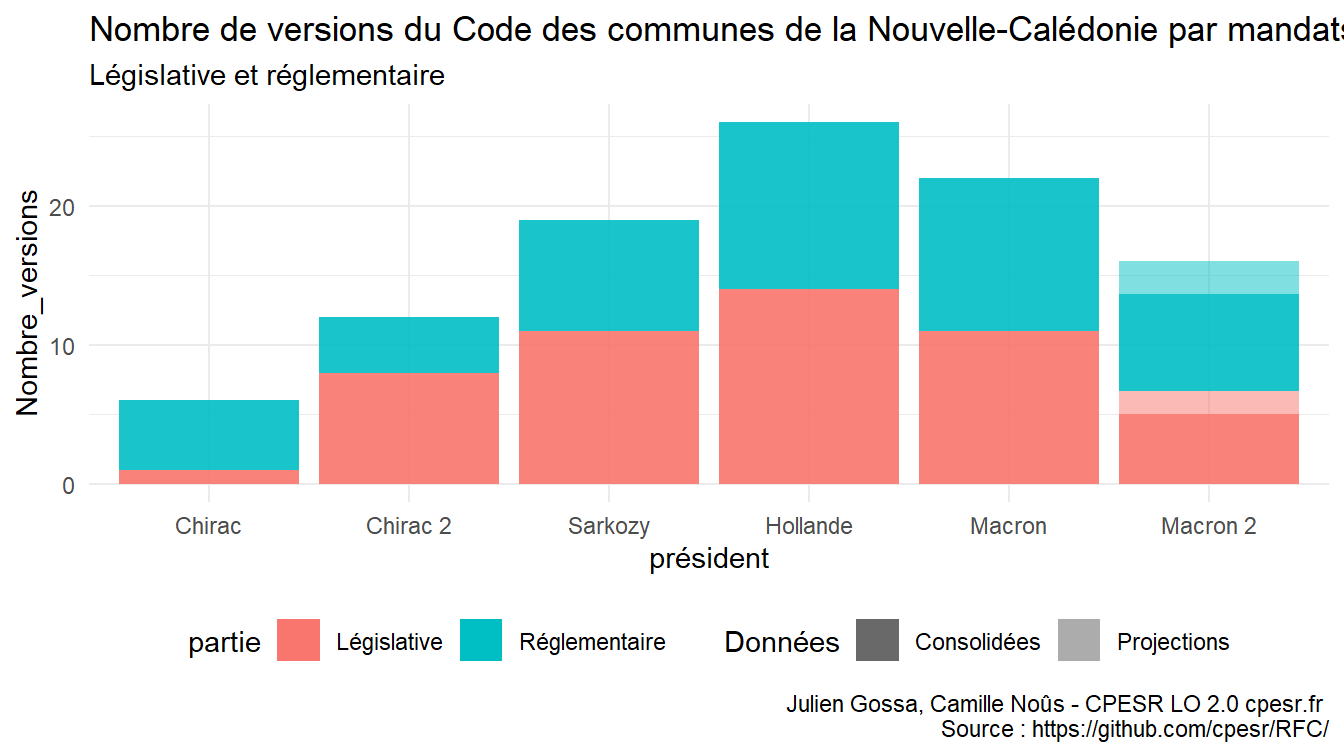 Nombre de versions du Code des communes de la Nouvelle-Calédonie par mandats
Législative et réglementaire
Nombre_versions
20
10
0
Chirac Chirac 2 Sarkozy Hollande Macron Macron 2
président
partie Législative Réglementaire Données Consolidées Projections
Julien Gossa, Camille Noûs - CPESR LO 2.0 cpesr.fr
Source : https://github.com/cpesr/RFC/